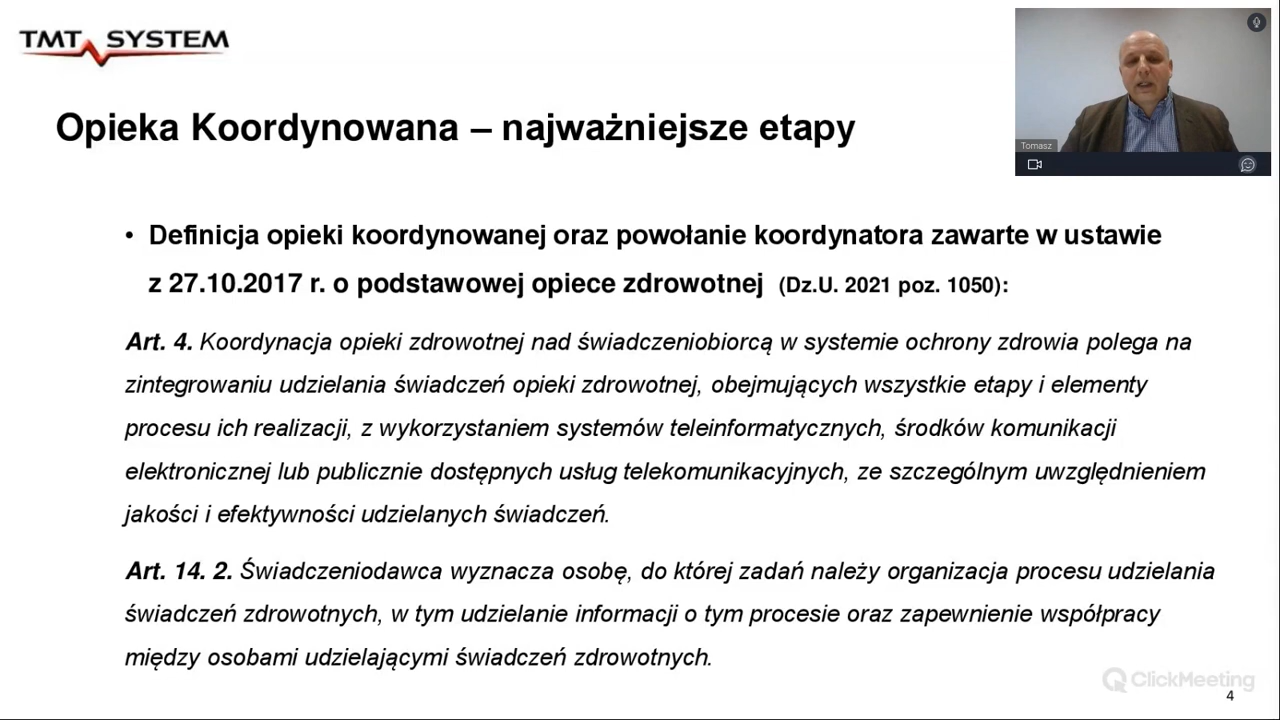 TMT SYSTEM
Tomasz
Opieka Koordynowana – najważniejsze etapy
• Definicja opieki koordynowanej oraz powołanie koordynatora zawarte w ustawie
z 27.10.2017 r. o podstawowej opiece zdrowotnej (Dz.U. 2021 poz. 1050):
Art. 4. Koordynacja opieki zdrowotnej nad świadczeniobiorcą w systemie ochrony zdrowia polega na
zintegrowaniu udzielania świadczeń opieki zdrowotnej, obejmujących wszystkie etapy i elementy
procesu ich realizacji, z wykorzystaniem systemów teleinformatycznych, środków komunikacji
elektronicznej lub publicznie dostępnych usług telekomunikacyjnych, ze szczególnym uwzględnieniem
jakości i efektywności udzielanych świadczeń.
Art. 14. 2. Świadczeniodawca wyznacza osobę, do której zadań należy organizacja procesu udzielania
świadczeń zdrowotnych, w tym udzielanie informacji o tym procesie oraz zapewnienie współpracy
między osobami udzielającymi świadczeń zdrowotnych.
ClickMeeting
4